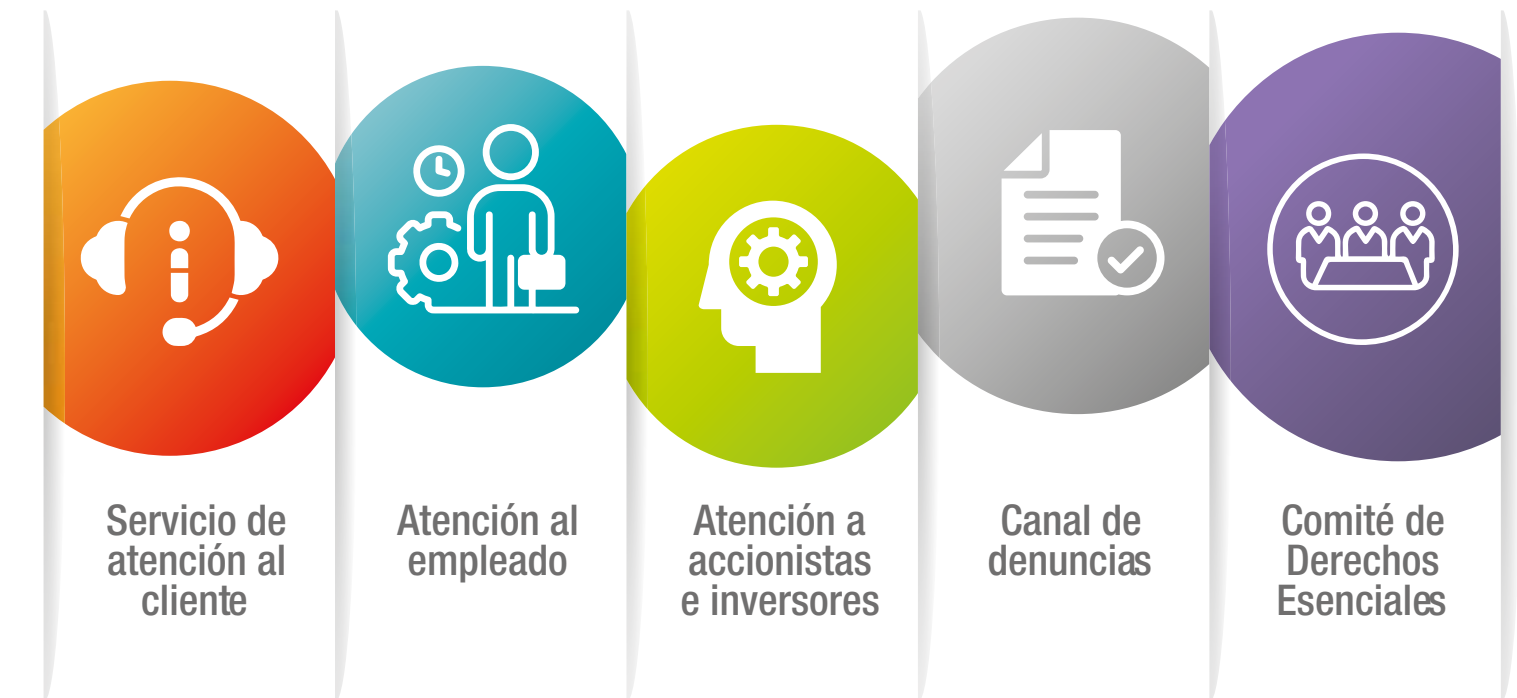 Servicio de
atención al
cliente
Atención al
empleado
Atención a
accionistas
e inversores
Canal de
denuncias
Comité de
Derechos
Esenciales